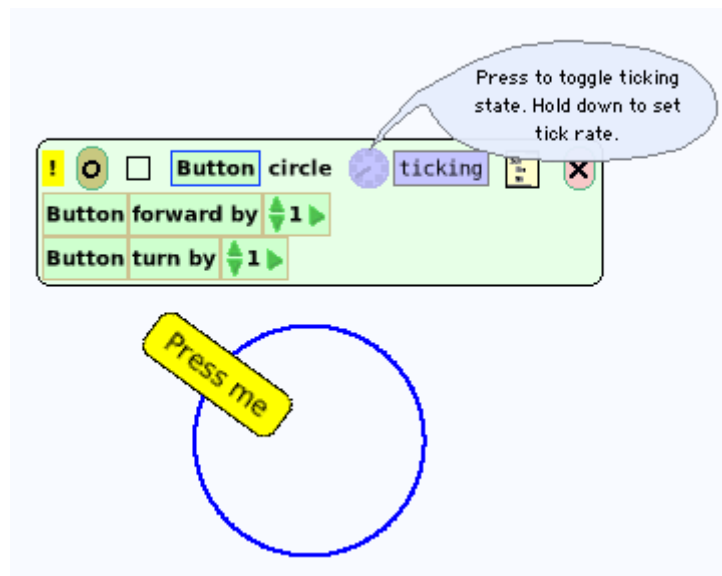 Press to toggle ticking
state. Hold down to set
tick rate.
! O Button circle ticking
Button forward by 1
Button turn by 1
Press me